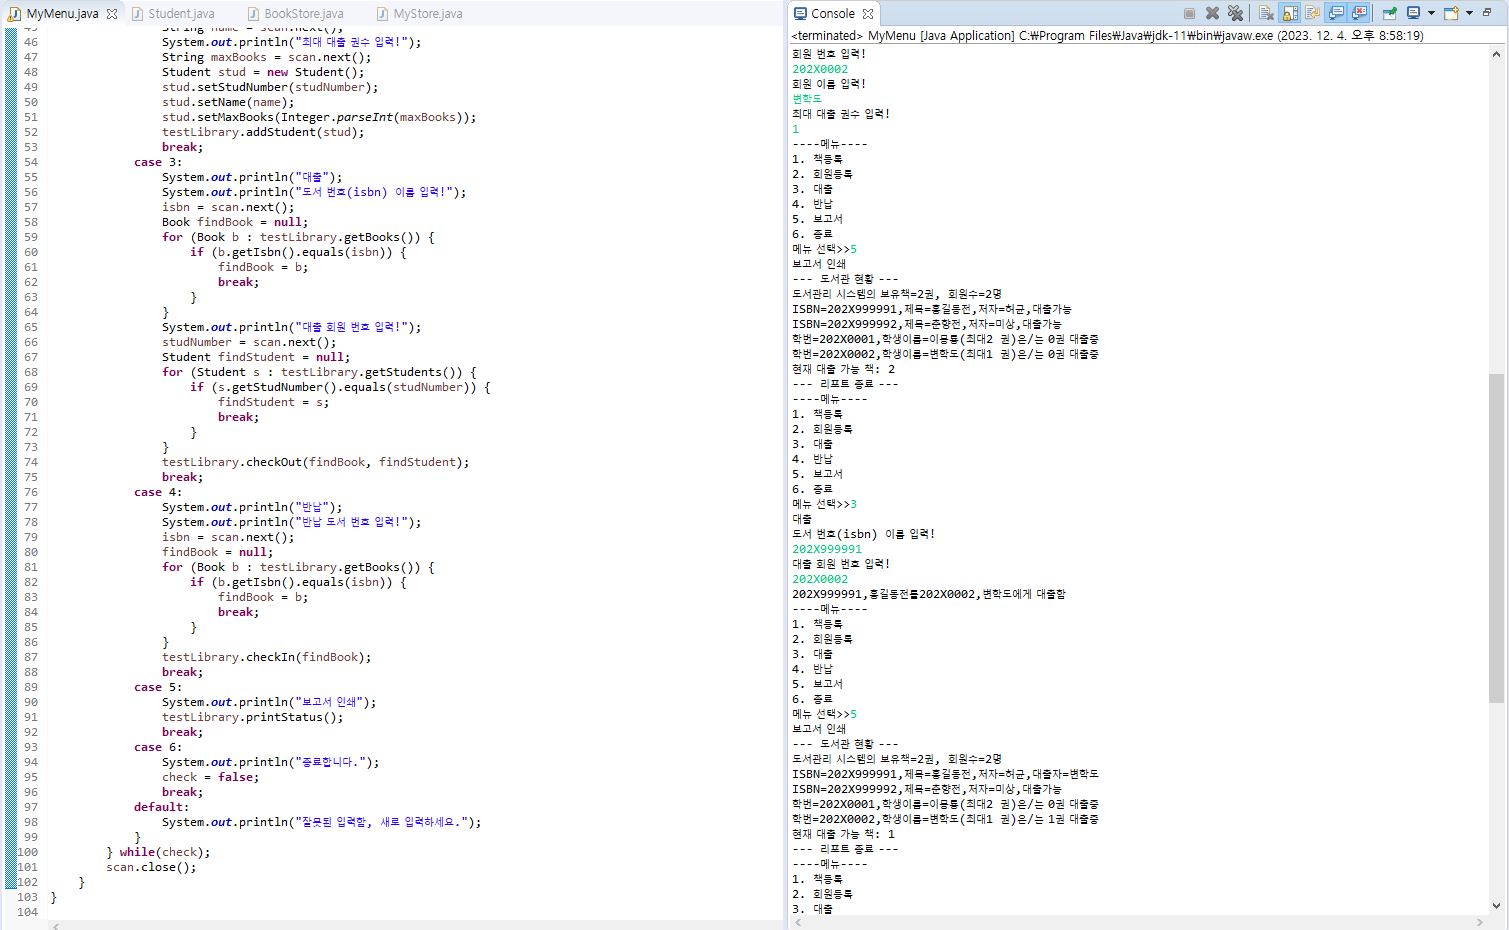 MyMenu.java Student.java BookStore.java MyStore.java
46 System.out.println("최대 대출 권수 입력!");
47 String maxBooks = scan.next();
48 Student stud = new Student();
49 stud.setStudNumber(studNumber);
50 stud.setName(name);
51 stud.setMaxBooks(Integer.parseInt(maxBooks));
52 testLibrary.addStudent(stud);
53 break;
54 case 3:
55 System.out.println("대출");
56 System.out.println("도서 번호(isbn) 이름 입력!");
57 isbn = scan.next();
58 Book findBook = null;
59 for (Book b : testLibrary.getBooks()) {
60 if (b.getIsbn().equals(isbn)) {
61 findBook = b;
62 break;
63 }
64 }
65 System.out.println("대출 회원 번호 입력!");
66 studNumber = scan.next();
67 Student findStudent = null;
68 for (Student s : testLibrary.getStudents()) {
69 if (s.getStudNumber().equals(studNumber)) {
70 findStudent = s;
71 break;
72 }
73 }
74 testLibrary.checkOut(findBook, findStudent);
75 break;
76 case 4:
77 System.out.println("반납");
78 System.out.println("반납 도서 번호 입력!");
79 isbn = scan.next();
80 findBook = null;
81 for (Book b : testLibrary.getBooks()) {
82 if (b.getIsbn().equals(isbn)) {
83 findBook = b;
84 break;
85 }
86 }
87 testLibrary.checkIn(findBook);
88 break;
89 case 5:
90 System.out.println("보고서 인쇄");
91 testLibrary.printStatus();
92 break;
93 case 6:
94 System.out.println("종료합니다.");
95 check = false;
96 break;
97 default:
98 System.out.println("잘못된 입력함, 새로 입력하세요.");
99 }
100 } while(check);
101 scan.close();
102 }
103 }
104
Console
<terminated> MyMenu [Java Application] C:₩Program Files₩Java₩jdk-11₩bin₩javaw.exe (2023. 12. 4. 오후 8:58:19)
회원 번호 입력!
202X0002
회원 이름 입력!
변학도
최대 대출 권수 입력!
1
----메뉴----
1. 책등록
2. 회원등록
3. 대출
4. 반납
5. 보고서
6. 종료
메뉴 선택>>5
보고서 인쇄
--- 도서관 현황 ---
도서관리 시스템의 보유책=2권, 회원수=2명
ISBN=202X999991,제목=홍길동전,저자=허균,대출가능
ISBN=202X999992,제목=춘향전,저자=미상,대출가능
학번=202X0001,학생이름=이몽룡(최대2 권)은/는 0권 대출중
학번=202X0002,학생이름=변학도(최대1 권)은/는 0권 대출중
현재 대출 가능 책: 2
--- 리포트 종료 ---
----메뉴----
1. 책등록
2. 회원등록
3. 대출
4. 반납
5. 보고서
6. 종료
메뉴 선택>>3
대출
도서 번호(isbn) 이름 입력!
202X999991
대출 회원 번호 입력!
202X0002
202X999991,홍길동전를202X0002,변학도에게 대출함
----메뉴----
1. 책등록
2. 회원등록
3. 대출
4. 반납
5. 보고서
6. 종료
메뉴 선택>>5
보고서 인쇄
--- 도서관 현황 ---
도서관리 시스템의 보유책=2권, 회원수=2명
ISBN=202X999991,제목=홍길동전,저자=허균,대출자=변학도
ISBN=202X999992,제목=춘향전,저자=미상,대출가능
학번=202X0001,학생이름=이몽룡(최대2 권)은/는 0권 대출중
학번=202X0002,학생이름=변학도(최대1 권)은/는 1권 대출중
현재 대출 가능 책: 1
--- 리포트 종료 ---
----메뉴----
1. 책등록
2. 회원등록
3. 대출